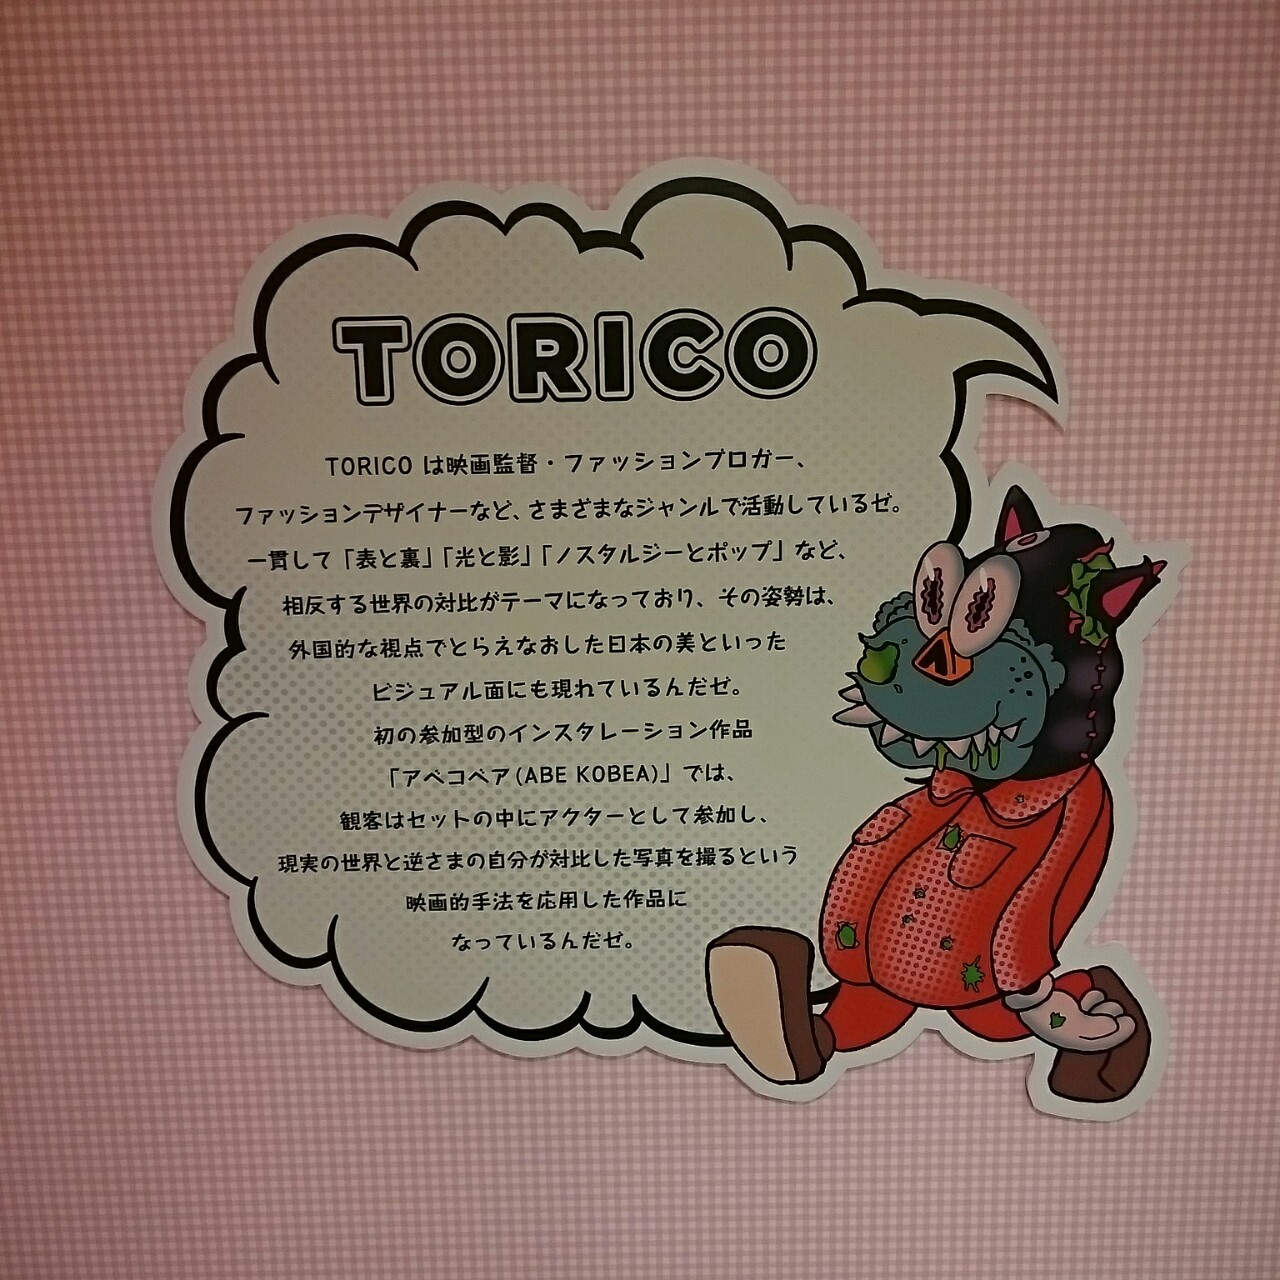 TORICO
TORICO は映画監督・ファッションブロガー、
ファッションデザイナーなど、さまざまなジャンルで活動しているゼ。
一貫して「表と裏」「光と影」「ノスタルジーとポップ」など、
相反する世界の対比がテーマになっており、その姿勢は、
外国的な視点でとらえなおした日本の美といった
ビジュアル面にも現れているんだゼ。
初の参加型のインスタレーション作品
「アベコベア(ABE KOBEA)」では、
観客はセットの中にアクターとして参加し、
現実の世界と逆さまの自分が対比した写真を撮るという
映画的手法を応用した作品に
なっているんだゼ。